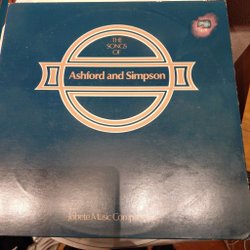 THE
SONGS
OF
Ashford and Simpson
Jobete Music Company